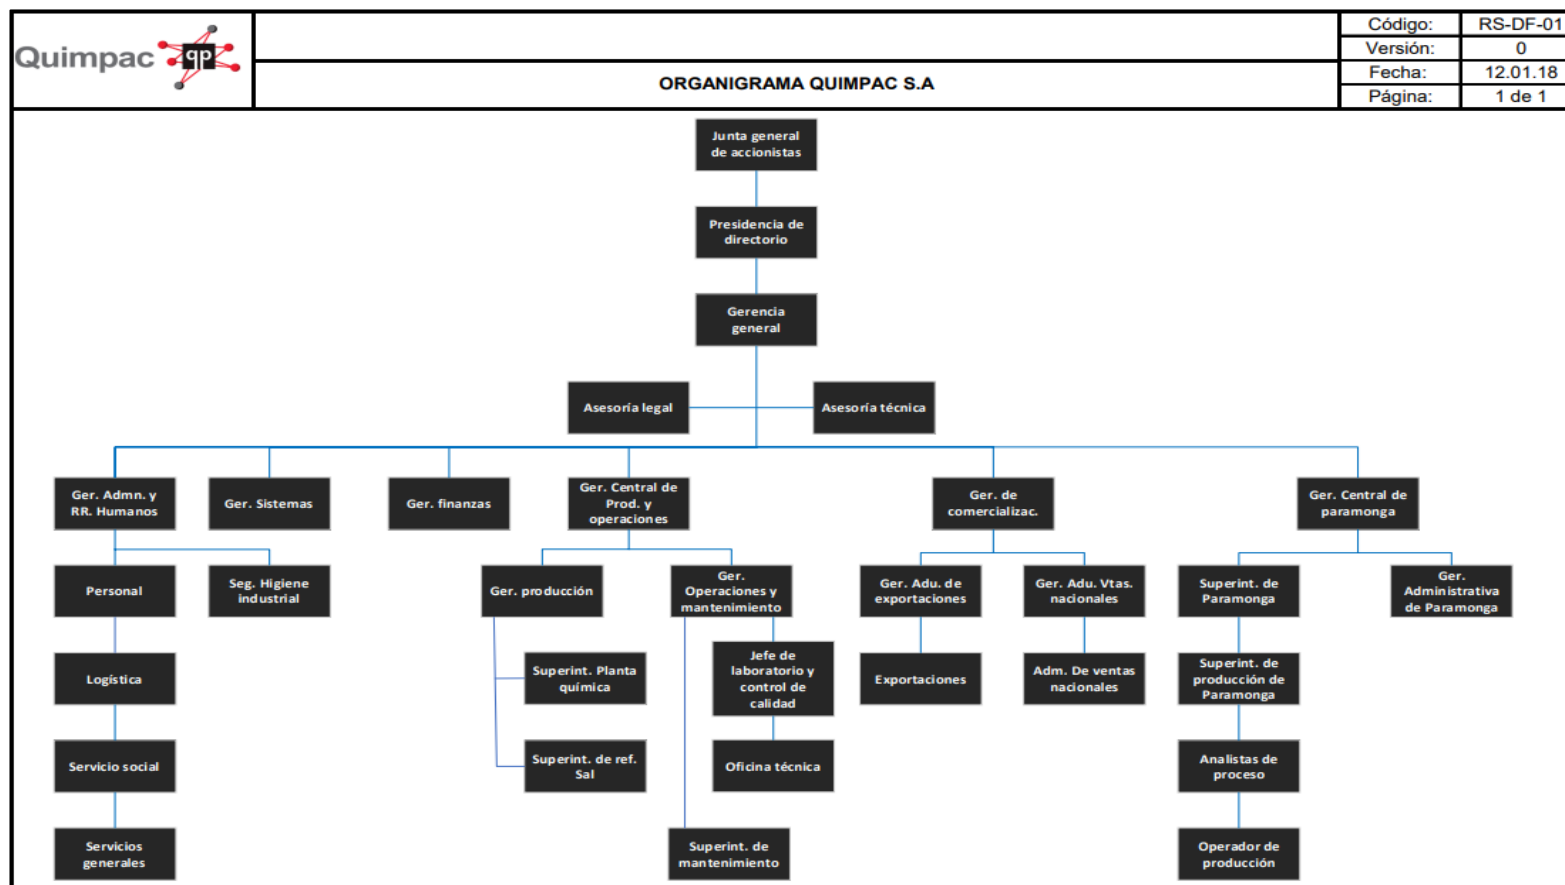 Quimpac qp
Código: RS-DF-01
Versión: 0
ORGANIGRAMA QUIMPAC S.A
Fecha: 12.01.18
Página: 1 de 1
Junta general
de accionistas
Presidencia de
directorio
Gerencia
general
Asesoría legal
Asesoría técnica
Ger. Admn. y
RR. Humanos
Ger. Sistemas
Ger. finanzas
Ger. Central de
Prod. y
operaciones
Ger. de
comercializac.
Ger. Central de
paramonga
Personal
Seg. Higiene
industrial
Ger. producción
Ger.
Operaciones y
mantenimiento
Ger. Adu. de
exportaciones
Ger. Adu. Vtas.
nacionales
Superint. de
Paramonga
Ger.
Administrativa
de Paramonga
Logística
Superint. Planta
química
Jefe de
laboratorio y
control de
calidad
Exportaciones
Adm. De ventas
nacionales
Superint. de
producción de
Paramonga
Servicio social
Superint. de ref.
Sal
Oficina técnica
Analistas de
proceso
Servicios
generales
Superint. de
mantenimiento
Operador de
producción